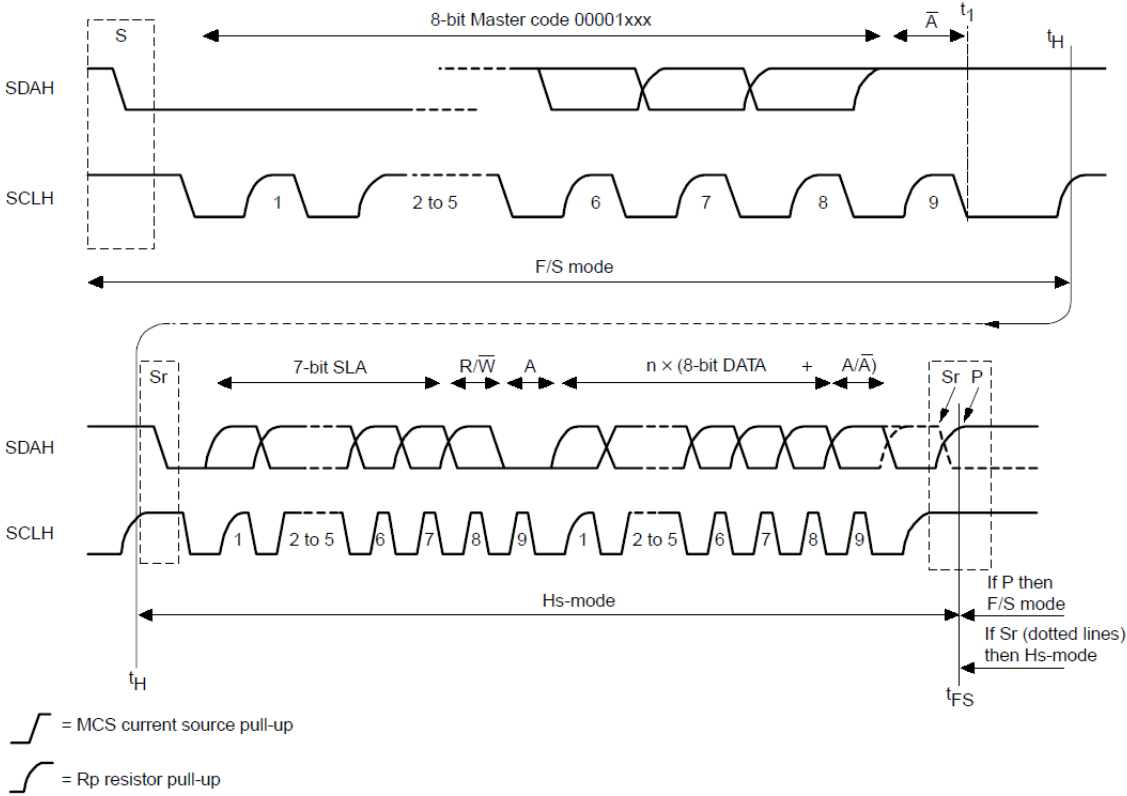 S
8-bit Master code 00001xxx
A̅
t1
tH
SDAH
SCLH
1
2 to 5
6
7
8
9
F/S mode
Sr
7-bit SLA
R/W̅
A
n × (8-bit DATA
+
A/A̅)
Sr P
SDAH
SCLH
1
2 to 5
6
7
8
9
1
2 to 5
6
7
8
9
Hs-mode
If P then
F/S mode
If Sr (dotted lines)
then Hs-mode
tH
tFS
= MCS current source pull-up
= Rp resistor pull-up